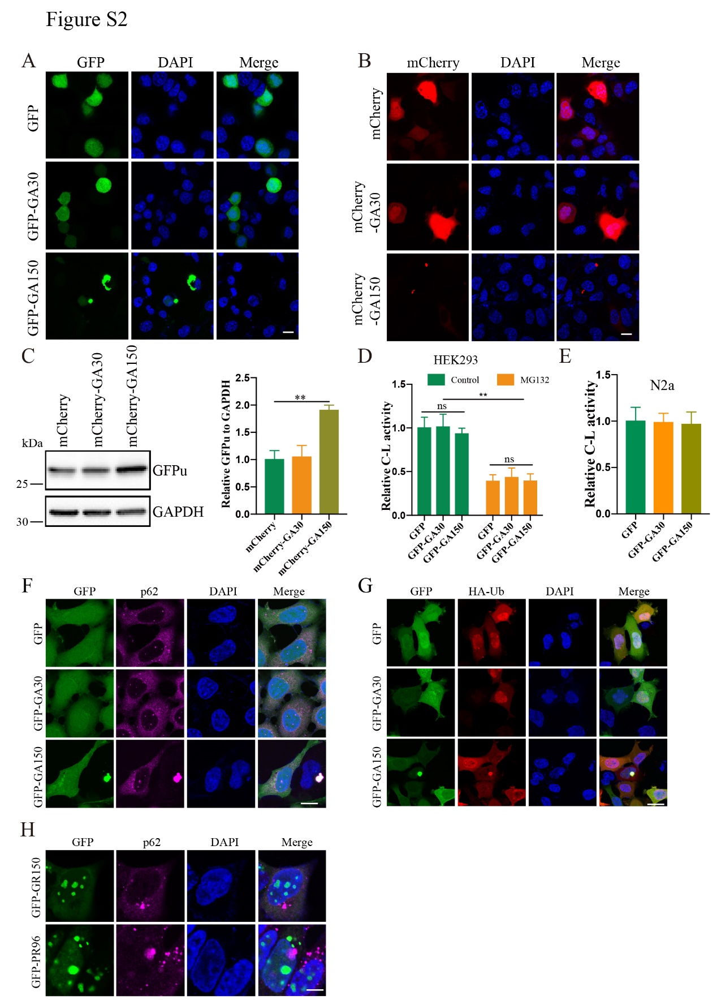 Figure S2
A
GFP
DAPI
Merge
GFP
GFP-GA30
GFP-GA150
B
mCherry
DAPI
Merge
mCherry
mCherry
-GA30
mCherry
-GA150
C
mCherry
mCherry-GA30
mCherry-GA150
kDa
GFPu
25
GAPDH
30
Relative GFPu to GAPDH
2.5
2.0
1.5
1.0
0.5
0.0
**
mCherry
mCherry-GA30
mCherry-GA150
D
HEK293
Control
MG132
Relative C-L activity
1.5
1.0
0.5
0.0
ns
**
ns
GFP
GFP-GA30
GFP-GA150
GFP
GFP-GA30
GFP-GA150
E
N2a
Relative C-L activity
1.5
1.0
0.5
0.0
GFP
GFP-GA30
GFP-GA150
F
GFP
p62
DAPI
Merge
GFP
GFP-GA30
GFP-GA150
G
GFP
HA-Ub
DAPI
Merge
GFP
GFP-GA30
GFP-GA150
H
GFP
p62
DAPI
Merge
GFP-GR150
GFP-PR96